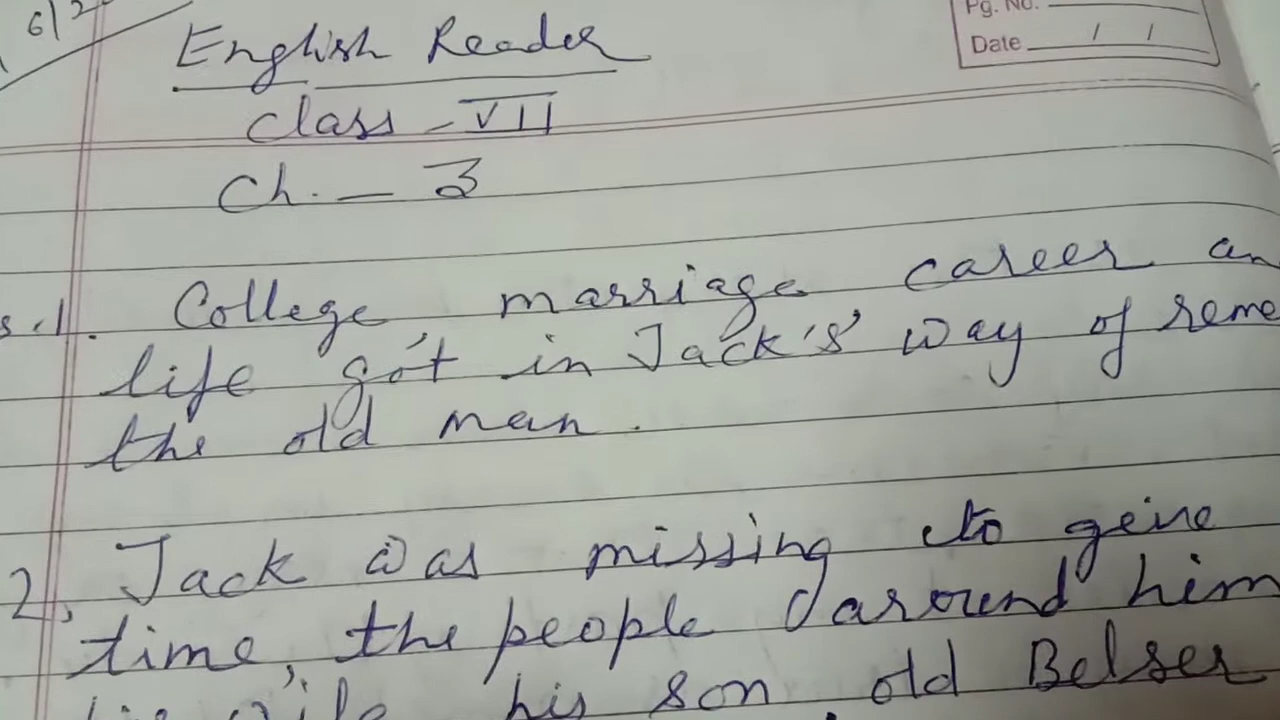 6/2
Pg. No.
Date / /
English Reader
Class - VII
Ch. - 3
s.1. College marriage career an
life got in Jack's way of reme
the old man.
2. Jack was missing to give
time, the people around him
his son old Belser